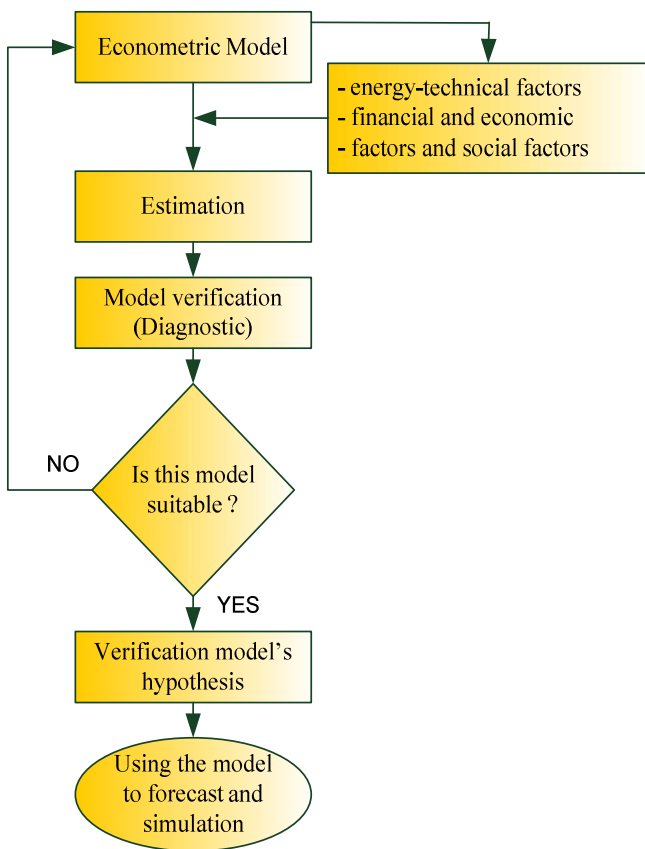 Econometric Model
- energy-technical factors
- financial and economic
- factors and social factors
Estimation
Model verification
(Diagnostic)
NO
Is this model
suitable ?
YES
Verification model’s
hypothesis
Using the model
to forecast and
simulation